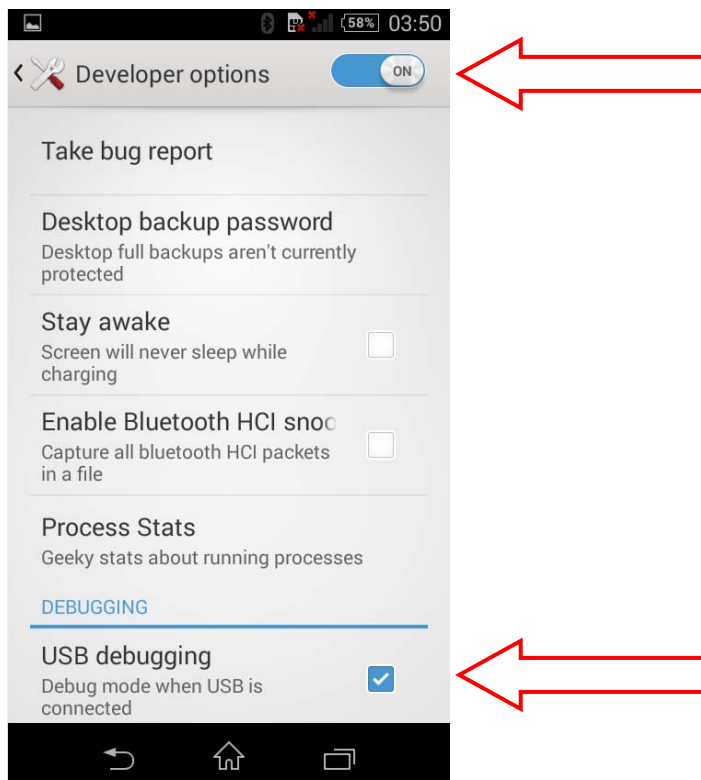 58% 03:50
Developer options ON
Take bug report
Desktop backup password
Desktop full backups aren't currently
protected
Stay awake
Screen will never sleep while
charging
Enable Bluetooth HCI snoo
Capture all bluetooth HCI packets
in a file
Process Stats
Geeky stats about running processes
DEBUGGING
USB debugging
Debug mode when USB is
connected